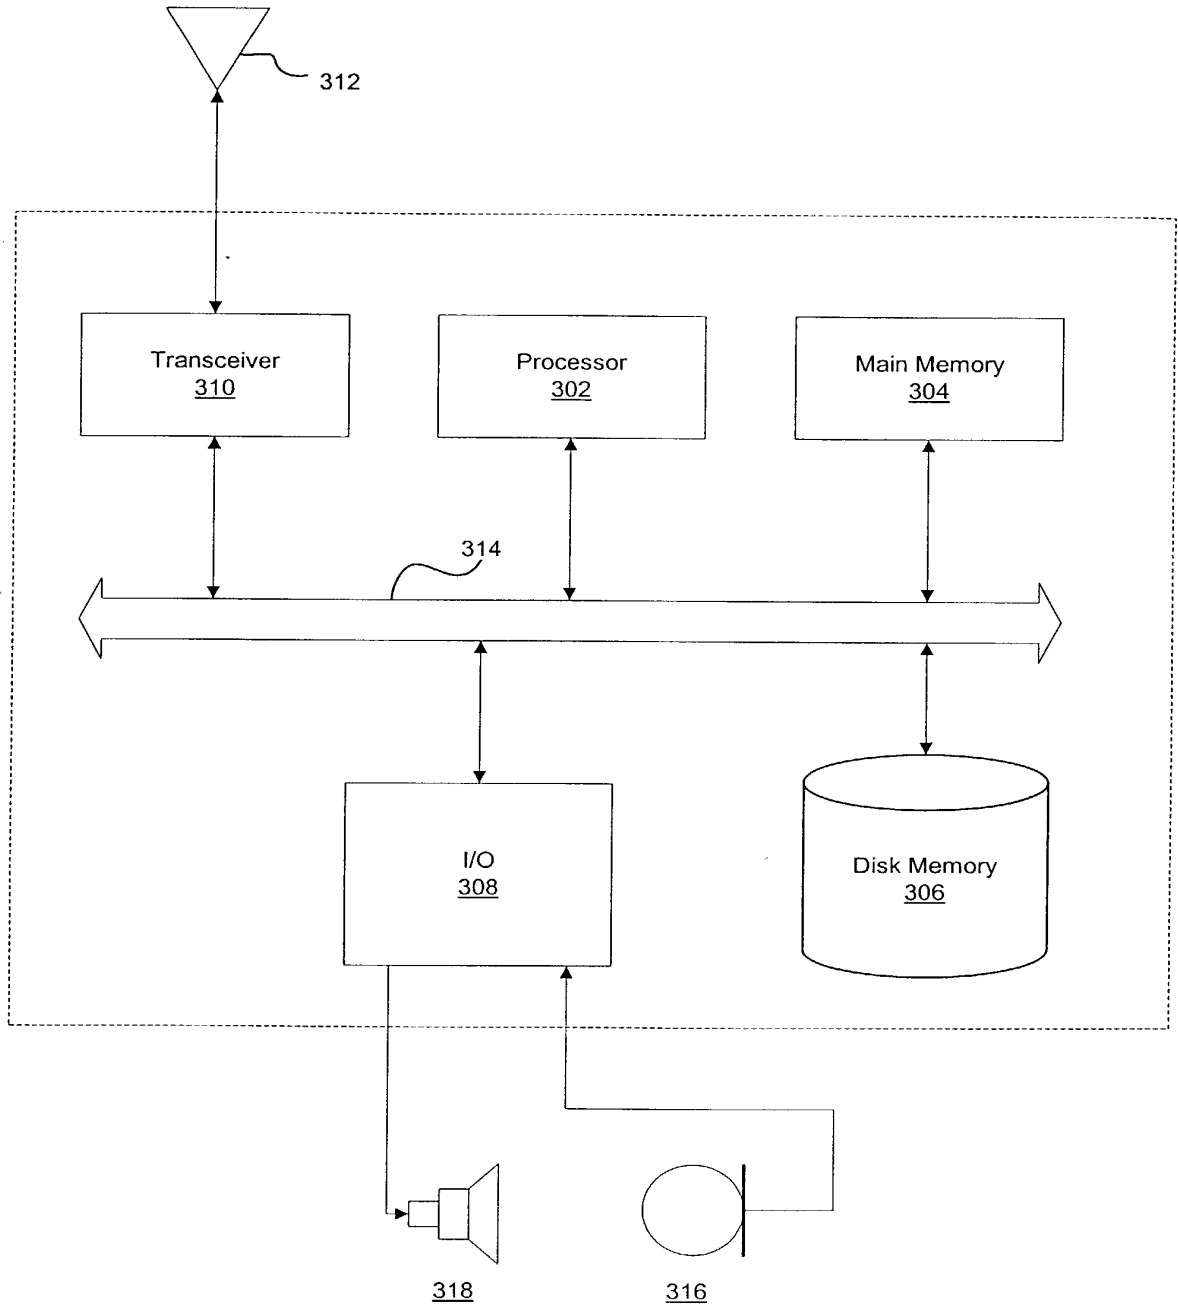 312
Transceiver
310
Processor
302
Main Memory
304
314
I/O
308
Disk Memory
306
318
316